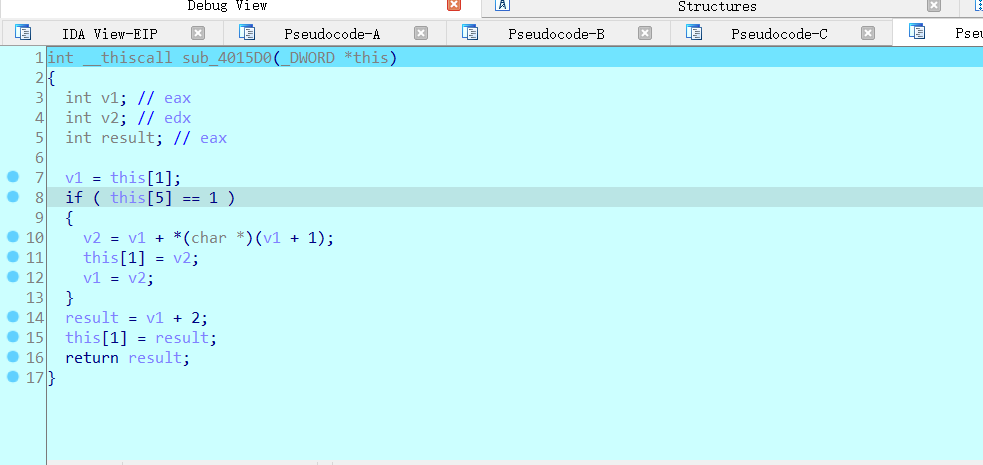 Debug View
Structures
IDA View-EIP Pseudocode-A Pseudocode-B Pseudocode-C
1 int __thiscall sub_4015D0(_DWORD *this)
2 {
3   int v1; // eax
4   int v2; // edx
5   int result; // eax
6
7   v1 = this[1];
8   if ( this[5] == 1 )
9   {
10     v2 = v1 + *(char *)(v1 + 1);
11     this[1] = v2;
12     v1 = v2;
13   }
14   result = v1 + 2;
15   this[1] = result;
16   return result;
17 }